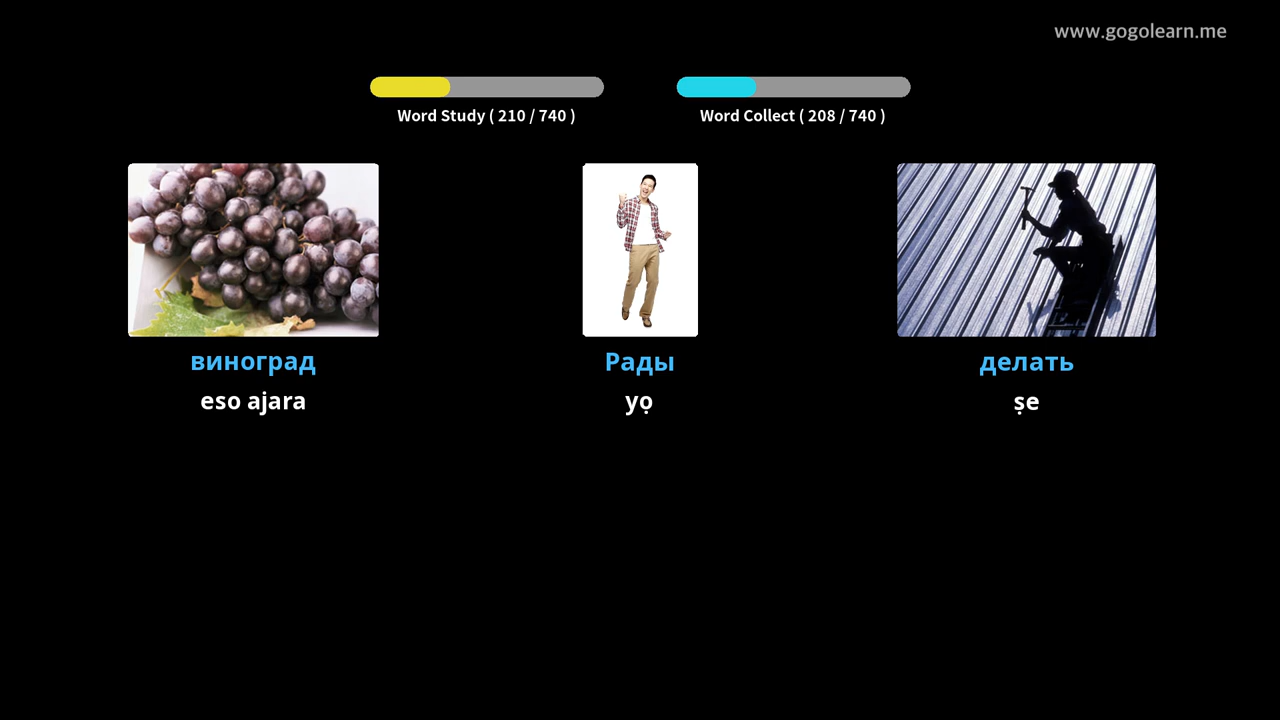 www.gogolearn.me
Word Study ( 210 / 740 )
Word Collect ( 208 / 740 )
виноград
Рады
делать
eso ajara
yọ
ṣe